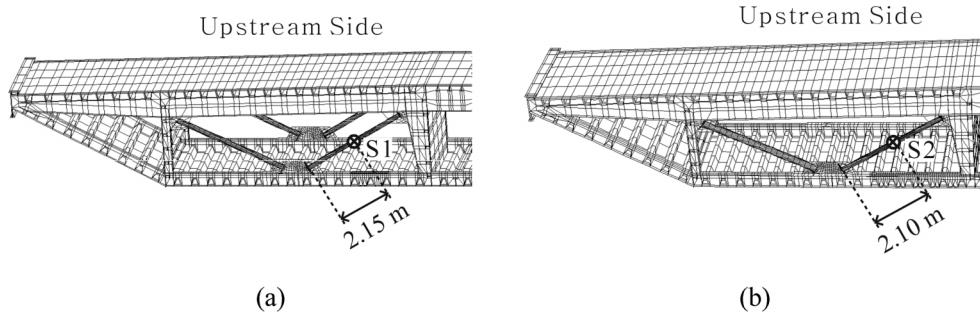 Upstream Side
S1
2.15 m
(a)
Upstream Side
S2
2.10 m
(b)